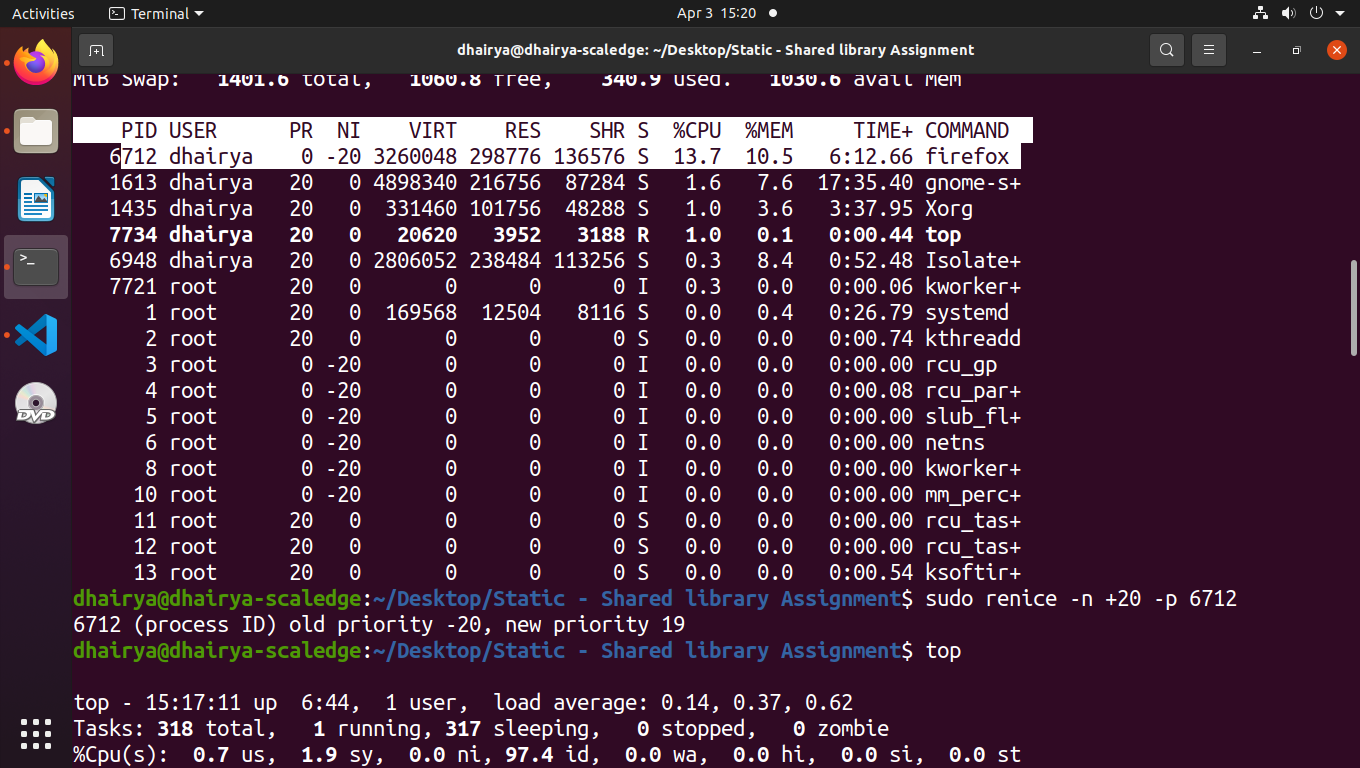 Activities Terminal Apr 3 15:20
dhairya@dhairya-scaledge: ~/Desktop/Static - Shared library Assignment
MiB Swap: 1401.6 total, 1060.8 free, 340.9 used. 1030.6 avail Mem
PID USER PR NI VIRT RES SHR S %CPU %MEM TIME+ COMMAND
6712 dhairya 0 -20 3260048 298776 136576 S 13.7 10.5 6:12.66 firefox
1613 dhairya 20 0 4898340 216756 87284 S 1.6 7.6 17:35.40 gnome-s+
1435 dhairya 20 0 331460 101756 48288 S 1.0 3.6 3:37.95 Xorg
7734 dhairya 20 0 20620 3952 3188 R 1.0 0.1 0:00.44 top
6948 dhairya 20 0 2806052 238484 113256 S 0.3 8.4 0:52.48 Isolate+
7721 root 20 0 0 0 0 I 0.3 0.0 0:00.06 kworker+
1 root 20 0 169568 12504 8116 S 0.0 0.4 0:26.79 systemd
2 root 20 0 0 0 0 S 0.0 0.0 0:00.74 kthreadd
3 root 0 -20 0 0 0 I 0.0 0.0 0:00.00 rcu_gp
4 root 0 -20 0 0 0 I 0.0 0.0 0:00.08 rcu_par+
5 root 0 -20 0 0 0 I 0.0 0.0 0:00.00 slub_fl+
6 root 0 -20 0 0 0 I 0.0 0.0 0:00.00 netns
8 root 0 -20 0 0 0 I 0.0 0.0 0:00.00 kworker+
10 root 0 -20 0 0 0 I 0.0 0.0 0:00.00 mm_perc+
11 root 20 0 0 0 0 S 0.0 0.0 0:00.00 rcu_tas+
12 root 20 0 0 0 0 S 0.0 0.0 0:00.00 rcu_tas+
13 root 20 0 0 0 0 S 0.0 0.0 0:00.54 ksoftir+
dhairya@dhairya-scaledge:~/Desktop/Static - Shared library Assignment$ sudo renice -n +20 -p 6712
6712 (process ID) old priority -20, new priority 19
dhairya@dhairya-scaledge:~/Desktop/Static - Shared library Assignment$ top
top - 15:17:11 up 6:44, 1 user, load average: 0.14, 0.37, 0.62
Tasks: 318 total, 1 running, 317 sleeping, 0 stopped, 0 zombie
%Cpu(s): 0.7 us, 1.9 sy, 0.0 ni, 97.4 id, 0.0 wa, 0.0 hi, 0.0 si, 0.0 st
>_
DVD